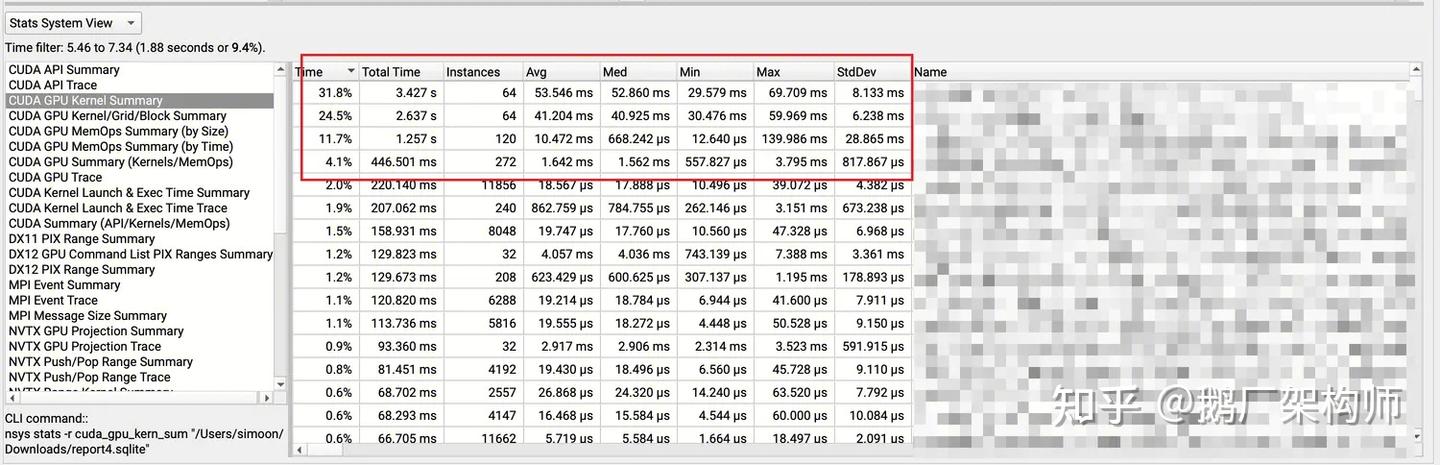 Stats System View
Time filter: 5.46 to 7.34 (1.88 seconds or 9.4%).
CUDA API Summary
CUDA API Trace
CUDA GPU Kernel Summary
CUDA GPU Kernel/Grid/Block Summary
CUDA GPU MemOps Summary (by Size)
CUDA GPU MemOps Summary (by Time)
CUDA GPU Summary (Kernels/MemOps)
CUDA GPU Trace
CUDA Kernel Launch & Exec Time Summary
CUDA Kernel Launch & Exec Time Trace
CUDA Summary (API/Kernels/MemOps)
DX11 PIX Range Summary
DX12 GPU Command List PIX Ranges Summary
DX12 PIX Range Summary
MPI Event Summary
MPI Event Trace
MPI Message Size Summary
NVTX GPU Projection Summary
NVTX GPU Projection Trace
NVTX Push/Pop Range Summary
NVTX Push/Pop Range Trace
CLI command::
nsys stats -r cuda_gpu_kern_sum "/Users/simoon/
Downloads/report4.sqlite"
Time Total Time Instances Avg Med Min Max StdDev Name
31.8% 3.427 s 64 53.546 ms 52.860 ms 29.579 ms 69.709 ms 8.133 ms
24.5% 2.637 s 64 41.204 ms 40.925 ms 30.476 ms 59.969 ms 6.238 ms
11.7% 1.257 s 120 10.472 ms 668.242 μs 12.640 μs 139.986 ms 28.865 ms
4.1% 446.501 ms 272 1.642 ms 1.562 ms 557.827 μs 3.795 ms 817.867 μs
2.0% 220.140 ms 11856 18.567 μs 17.888 μs 10.496 μs 39.072 μs 4.382 μs
1.9% 207.062 ms 240 862.759 μs 784.755 μs 262.146 μs 3.151 ms 673.238 μs
1.5% 158.931 ms 8048 19.747 μs 17.760 μs 10.560 μs 47.328 μs 6.968 μs
1.2% 129.823 ms 32 4.057 ms 4.036 ms 743.139 μs 7.388 ms 3.361 ms
1.2% 129.673 ms 208 623.429 μs 600.625 μs 307.137 μs 1.195 ms 178.893 μs
1.1% 120.820 ms 6288 19.214 μs 18.784 μs 6.944 μs 41.600 μs 7.911 μs
1.1% 113.736 ms 5816 19.555 μs 18.272 μs 4.448 μs 50.528 μs 9.150 μs
0.9% 93.360 ms 32 2.917 ms 2.906 ms 2.314 ms 3.523 ms 591.915 μs
0.8% 81.451 ms 4192 19.430 μs 18.496 μs 6.560 μs 45.728 μs 9.110 μs
0.6% 68.702 ms 2557 26.868 μs 24.320 μs 14.240 μs 63.520 μs 7.792 μs
0.6% 68.293 ms 4147 16.468 μs 15.584 μs 4.544 μs 60.000 μs 10.084 μs
0.6% 66.705 ms 11662 5.719 μs 5.584 μs 1.664 μs 18.497 μs 2.091 μs
知乎 @鹅厂架构师